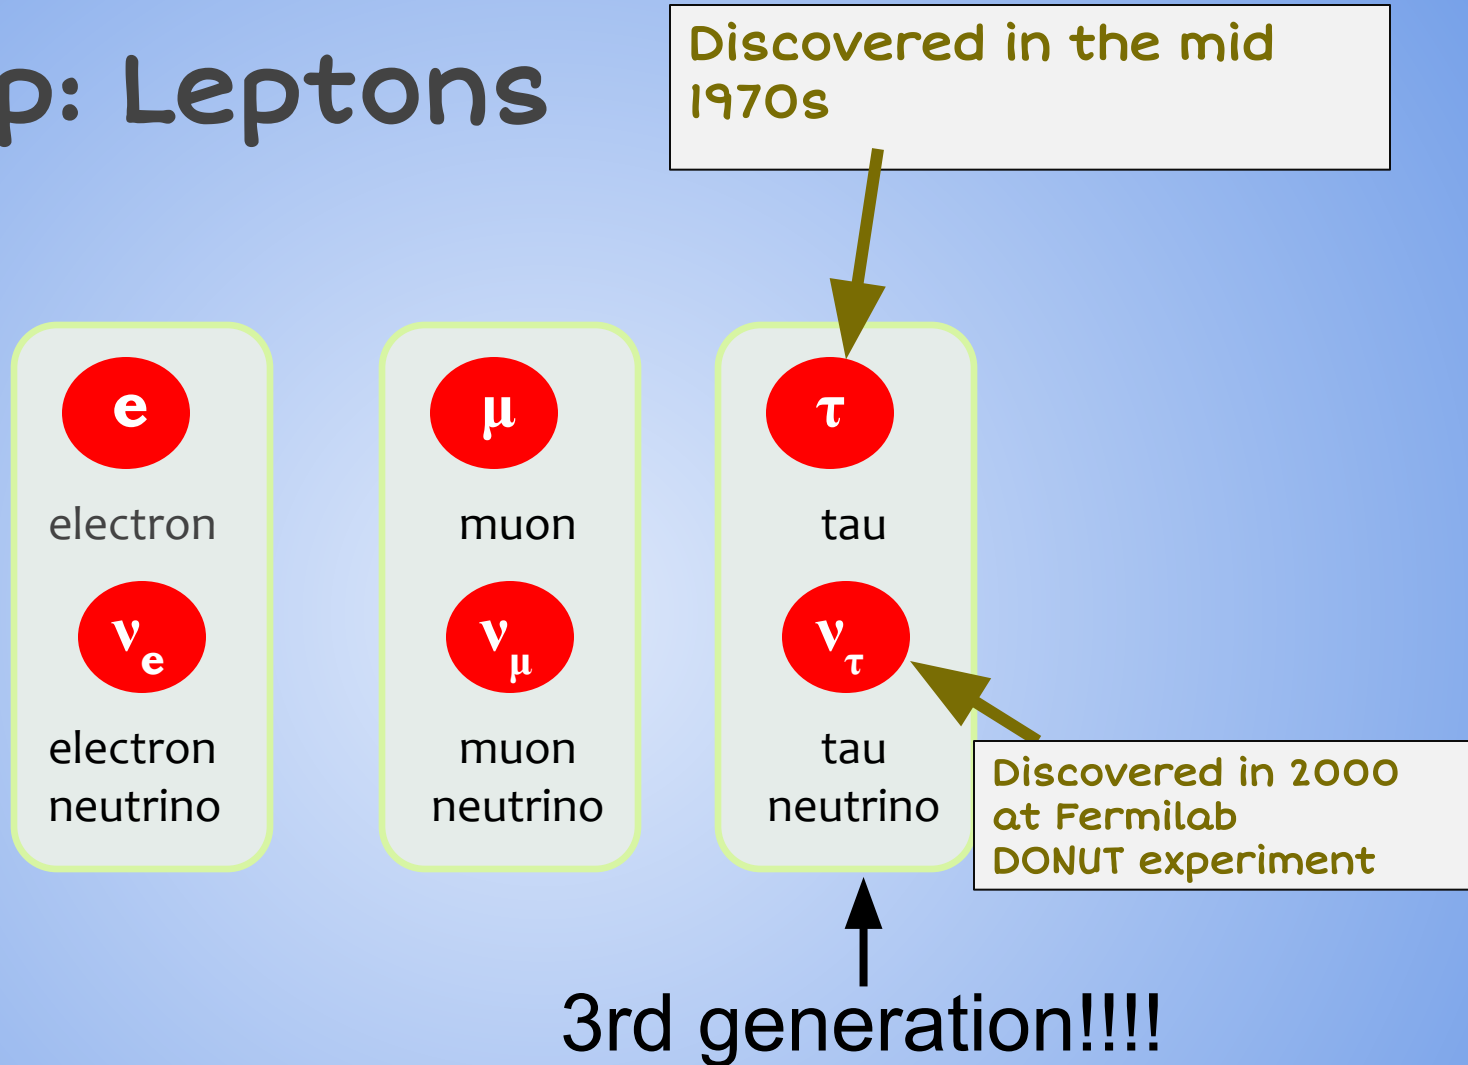 p: Leptons
Discovered in the mid
1970s
e
μ
τ
electron
muon
tau
νe
νμ
ντ
electron
neutrino
muon
neutrino
tau
neutrino
Discovered in 2000
at Fermilab
DONUT experiment
3rd generation!!!!